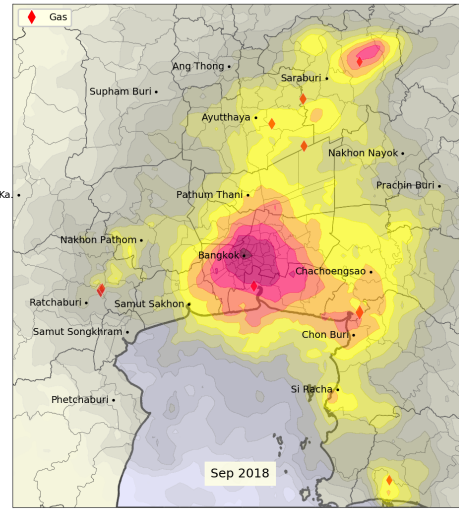 Gas
Ang Thong
Saraburi
Supham Buri
Ayutthaya
Nakhon Nayok
Prachin Buri
Ka.
Pathum Thani
Nakhon Pathom
Bangkok
Chachoengsao
Ratchaburi
Samut Sakhon
Samut Songkhram
Chon Buri
Si Racha
Phetchaburi
Sep 2018